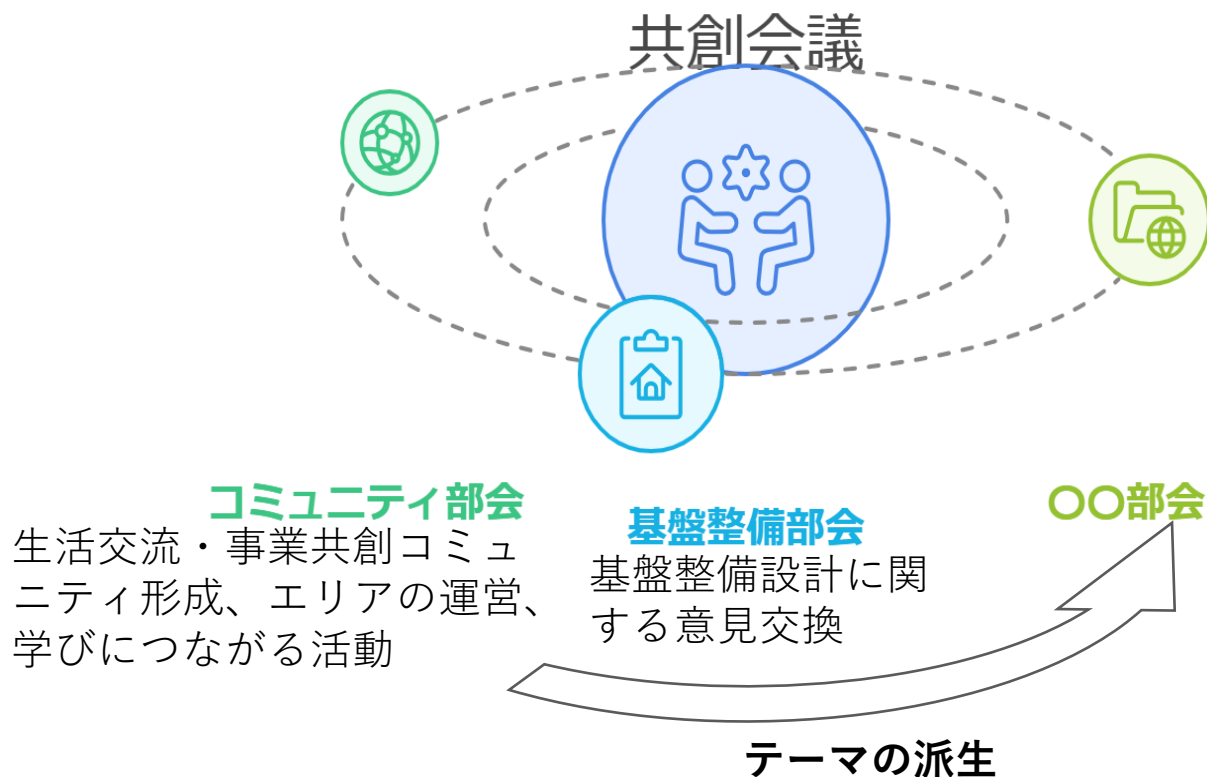 共創会議
コミュニティ部会
生活交流・事業共創コミュ
ニティ形成、エリアの運営、
学びにつながる活動
基盤整備部会
基盤整備設計に関
する意見交換
〇〇部会
テーマの派生